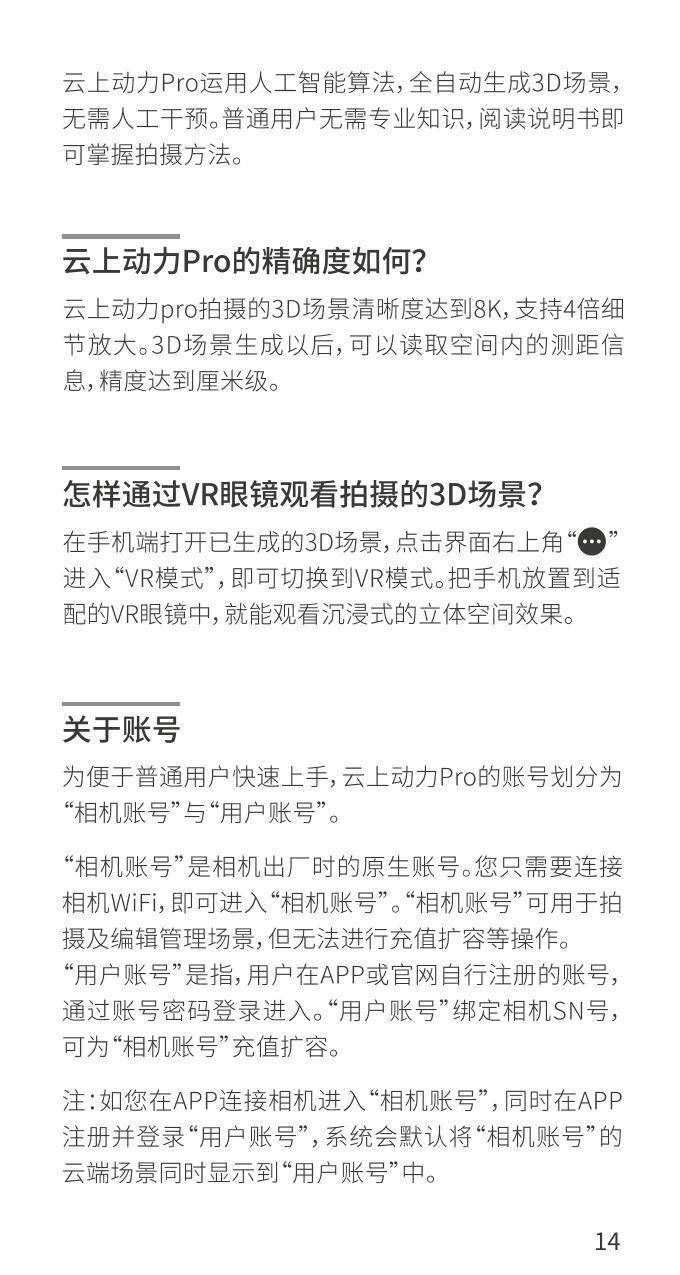 云上动力Pro运用人工智能算法，全自动生成3D场景，
无需人工干预。普通用户无需专业知识，阅读说明书即
可掌握拍摄方法。
云上动力Pro的精确度如何？
云上动力pro拍摄的3D场景清晰度达到8K，支持4倍细
节放大。3D场景生成以后，可以读取空间内的测距信
息，精度达到厘米级。
怎样通过VR眼镜观看拍摄的3D场景？
在手机端打开已生成的3D场景，点击界面右上角“···”
进入“VR模式”，即可切换到VR模式。把手机放置到适
配的VR眼镜中，就能观看沉浸式的立体空间效果。
关于账号
为便于普通用户快速上手，云上动力Pro的账号划分为
“相机账号”与“用户账号”。
“相机账号”是相机出厂时的原生账号。您只需要连接
相机WiFi，即可进入“相机账号”。“相机账号”可用于拍
摄及编辑管理场景，但无法进行充值扩容等操作。
“用户账号”是指，用户在APP或官网自行注册的账号，
通过账号密码登录进入。“用户账号”绑定相机SN号，
可为“相机账号”充值扩容。
注：如您在APP连接相机进入“相机账号”，同时在APP
注册并登录“用户账号”，系统会默认将“相机账号”的
云端场景同时显示到“用户账号”中。
14